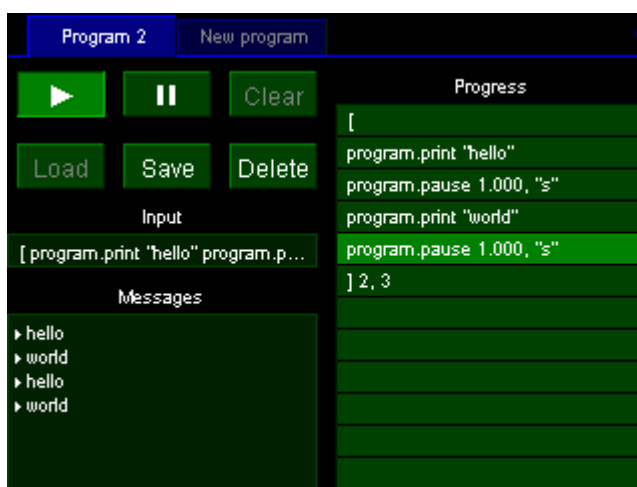 Program 2 New program
Clear
Load Save Delete
Input
[ program.print "hello" program.p...
Messages
hello
world
hello
world
Progress
[
program.print "hello"
program.pause 1.000, "s"
program.print "world"
program.pause 1.000, "s"
] 2, 3